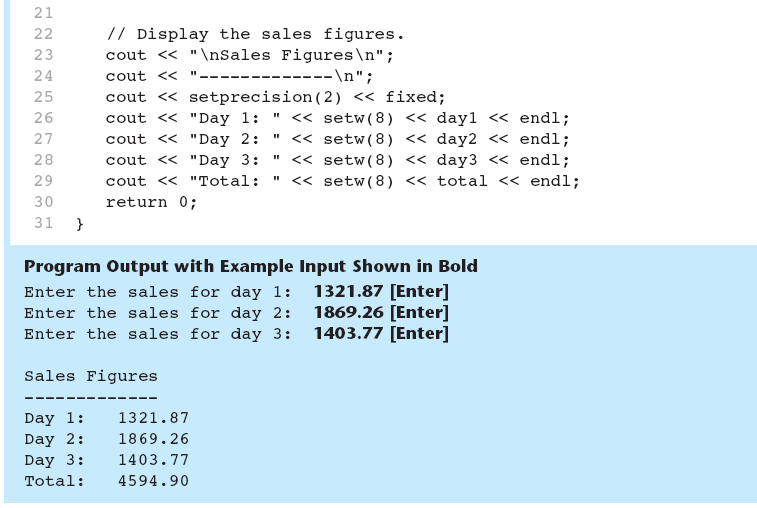 21
22 // Display the sales figures.
23 cout << "\nSales Figures\n";
24 cout << "-------------\n";
25 cout << setprecision(2) << fixed;
26 cout << "Day 1: " << setw(8) << day1 << endl;
27 cout << "Day 2: " << setw(8) << day2 << endl;
28 cout << "Day 3: " << setw(8) << day3 << endl;
29 cout << "Total: " << setw(8) << total << endl;
30 return 0;
31 }
Program Output with Example Input Shown in Bold
Enter the sales for day 1: 1321.87 [Enter]
Enter the sales for day 2: 1869.26 [Enter]
Enter the sales for day 3: 1403.77 [Enter]
Sales Figures
-------------
Day 1: 1321.87
Day 2: 1869.26
Day 3: 1403.77
Total: 4594.90